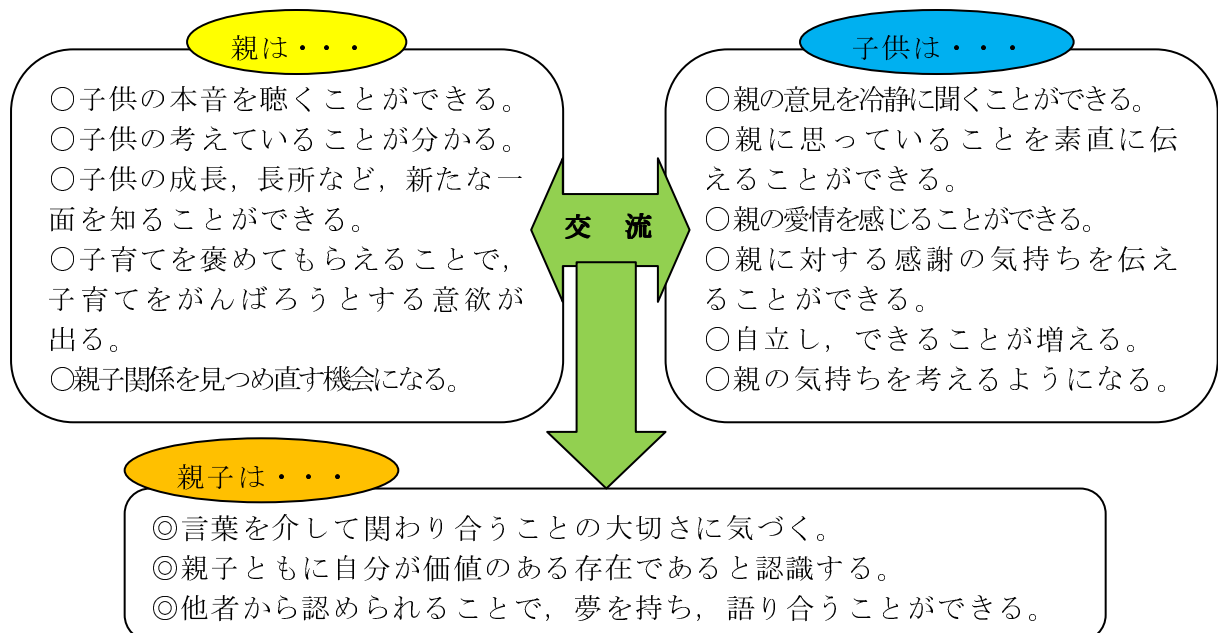 親は・・・
○子供の本音を聴くことができる。
○子供の考えていることが分かる。
○子供の成長，長所など，新たな一
面を知ることができる。
○子育てを褒めてもらえることで，
子育てをがんばろうとする意欲が
出る。
○親子関係を見つめ直す機会になる。
交　流
子供は・・・
○親の意見を冷静に聞くことができる。
○親に思っていることを素直に伝
えることができる。
○親の愛情を感じることができる。
○親に対する感謝の気持ちを伝え
ることができる。
○自立し，できることが増える。
○親の気持ちを考えるようになる。
親子は・・・
◎言葉を介して関わり合うことの大切さに気づく。
◎親子ともに自分が価値のある存在であると認識する。
◎他者から認められることで，夢を持ち，語り合うことができる。